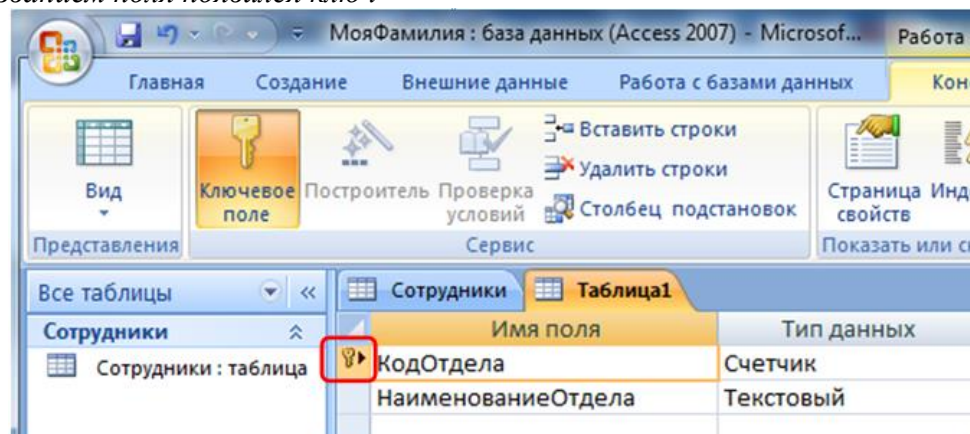 МояФамилия : база данных (Access 2007) - Microsof... Работа
Главная Создание Внешние данные Работа с базами данных Кон
Вид
Ключевое поле
Построитель
Проверка условий
Вставить строки
Удалить строки
Столбец подстановок
Страница свойств
Инд
Представления Сервис Показать или с
Все таблицы
Сотрудники Таблица1
Сотрудники
Имя поля Тип данных
Сотрудники : таблица
КодОтдела Счетчик
НаименованиеОтдела Текстовый